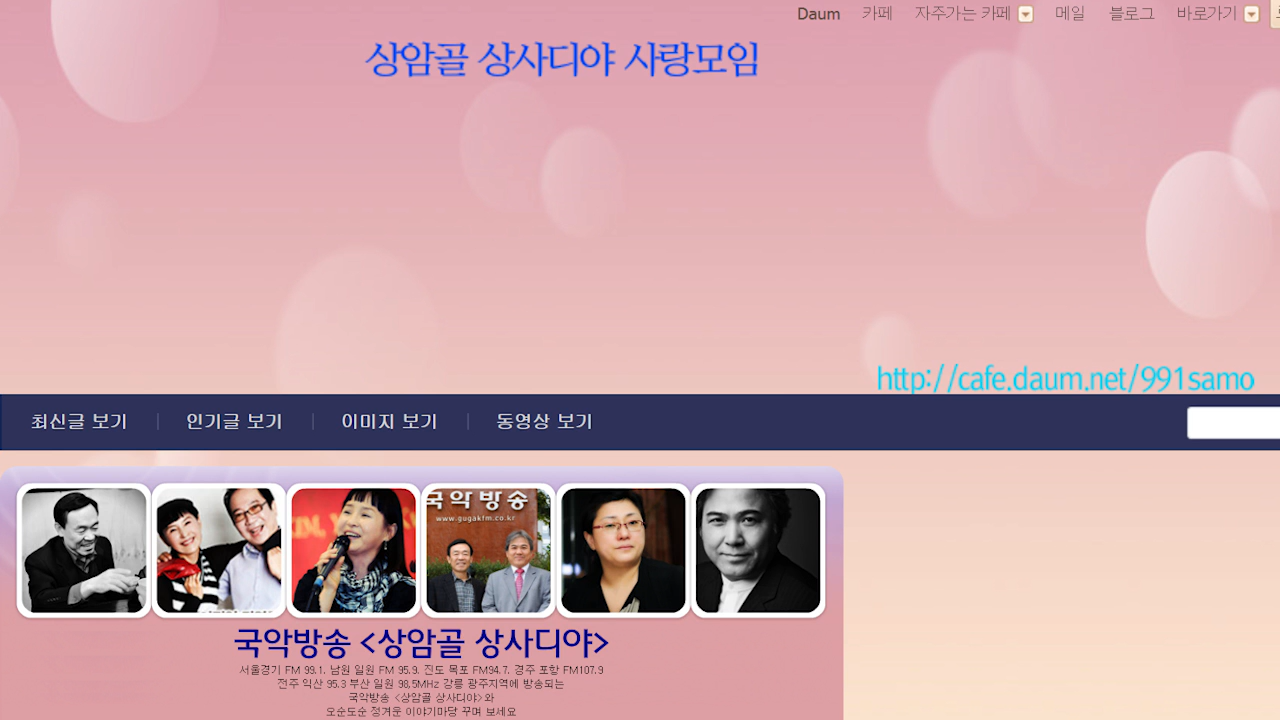 Daum 카페 자주가는 카페 메일 블로그 바로가기
상암골 상사디야 사랑모임
http://cafe.daum.net/991samo
최신글 보기 | 인기글 보기 | 이미지 보기 | 동영상 보기
국악방송
www.gugakfm.co.kr
국악방송 <상암골 상사디야>
서울경기 FM 99.1, 남원 일원 FM 95.9, 진도 목포 FM94.7, 경주 포항 FM107.9
전주 익산 95.3 부산 일원 98,5MHz 강릉 광주지역에 방송되는
국악방송 <상암골 상사디야>와
오순도순 정겨운 이야기마당 꾸며 보세요